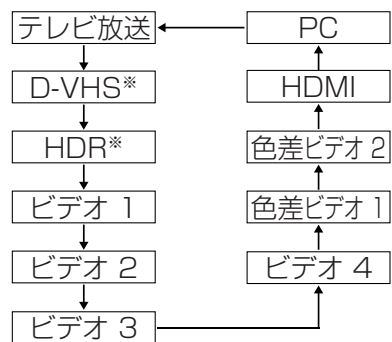 テレビ放送
D-VHS※
HDR※
ビデオ 1
ビデオ 2
ビデオ 3
ビデオ 4
色差ビデオ 1
色差ビデオ 2
HDMI
PC